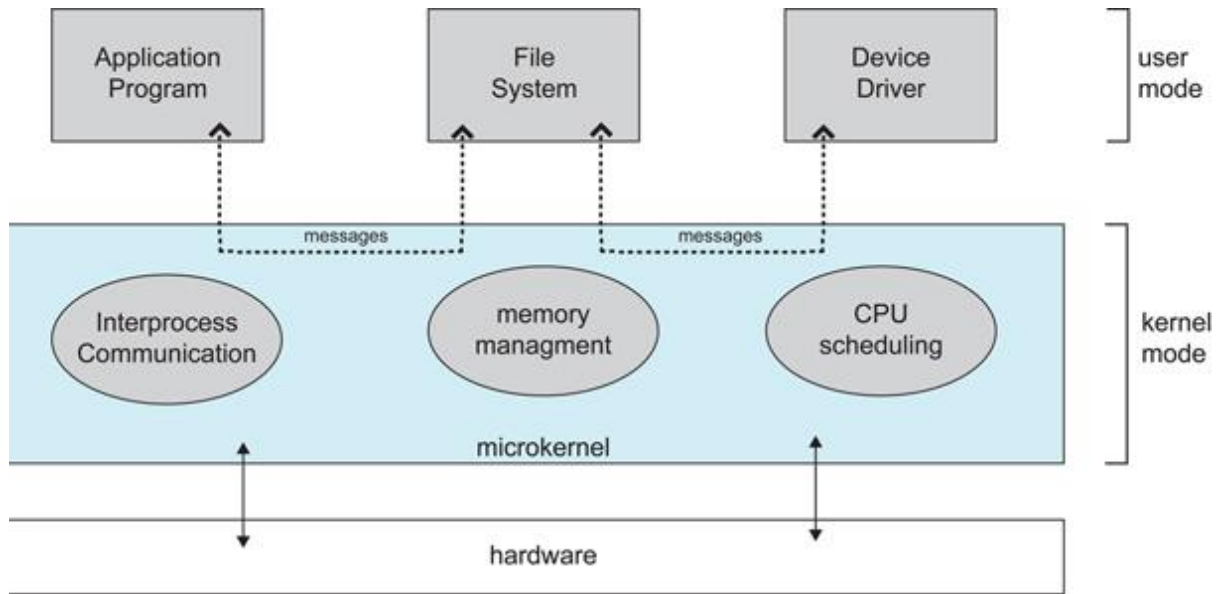 Application
Program
File
System
Device
Driver
user
mode
messages
messages
Interprocess
Communication
memory
managment
CPU
scheduling
kernel
mode
microkernel
hardware